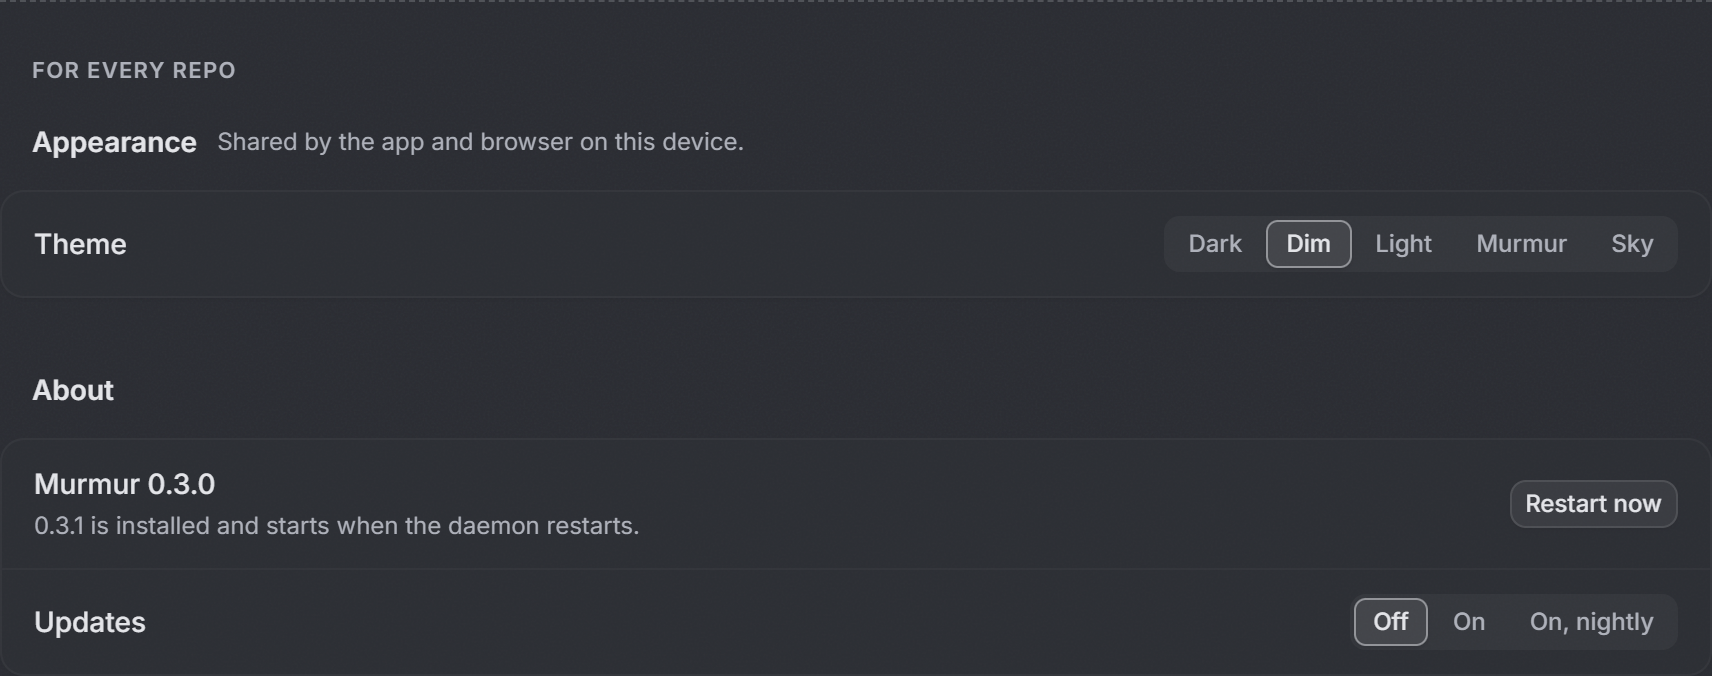 FOR EVERY REPO
Appearance Shared by the app and browser on this device.
Theme Dark Dim Light Murmur Sky
About
Murmur 0.3.0
0.3.1 is installed and starts when the daemon restarts.
Restart now
Updates Off On On, nightly